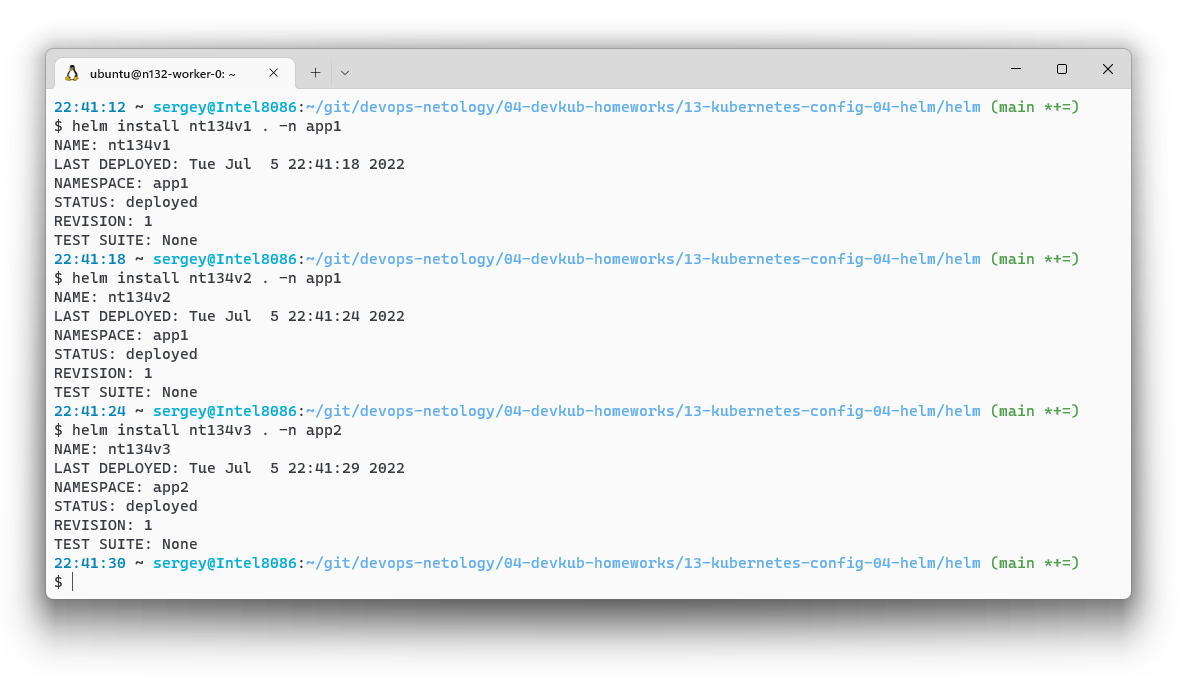 ubuntu@n132-worker-0: ~
22:41:12 ~ sergey@Intel8086:~/git/devops-netology/04-devkub-homeworks/13-kubernetes-config-04-helm/helm (main *+=)
$ helm install nt134v1 . -n app1
NAME: nt134v1
LAST DEPLOYED: Tue Jul  5 22:41:18 2022
NAMESPACE: app1
STATUS: deployed
REVISION: 1
TEST SUITE: None
22:41:18 ~ sergey@Intel8086:~/git/devops-netology/04-devkub-homeworks/13-kubernetes-config-04-helm/helm (main *+=)
$ helm install nt134v2 . -n app1
NAME: nt134v2
LAST DEPLOYED: Tue Jul  5 22:41:24 2022
NAMESPACE: app1
STATUS: deployed
REVISION: 1
TEST SUITE: None
22:41:24 ~ sergey@Intel8086:~/git/devops-netology/04-devkub-homeworks/13-kubernetes-config-04-helm/helm (main *+=)
$ helm install nt134v3 . -n app2
NAME: nt134v3
LAST DEPLOYED: Tue Jul  5 22:41:29 2022
NAMESPACE: app2
STATUS: deployed
REVISION: 1
TEST SUITE: None
22:41:30 ~ sergey@Intel8086:~/git/devops-netology/04-devkub-homeworks/13-kubernetes-config-04-helm/helm (main *+=)
$